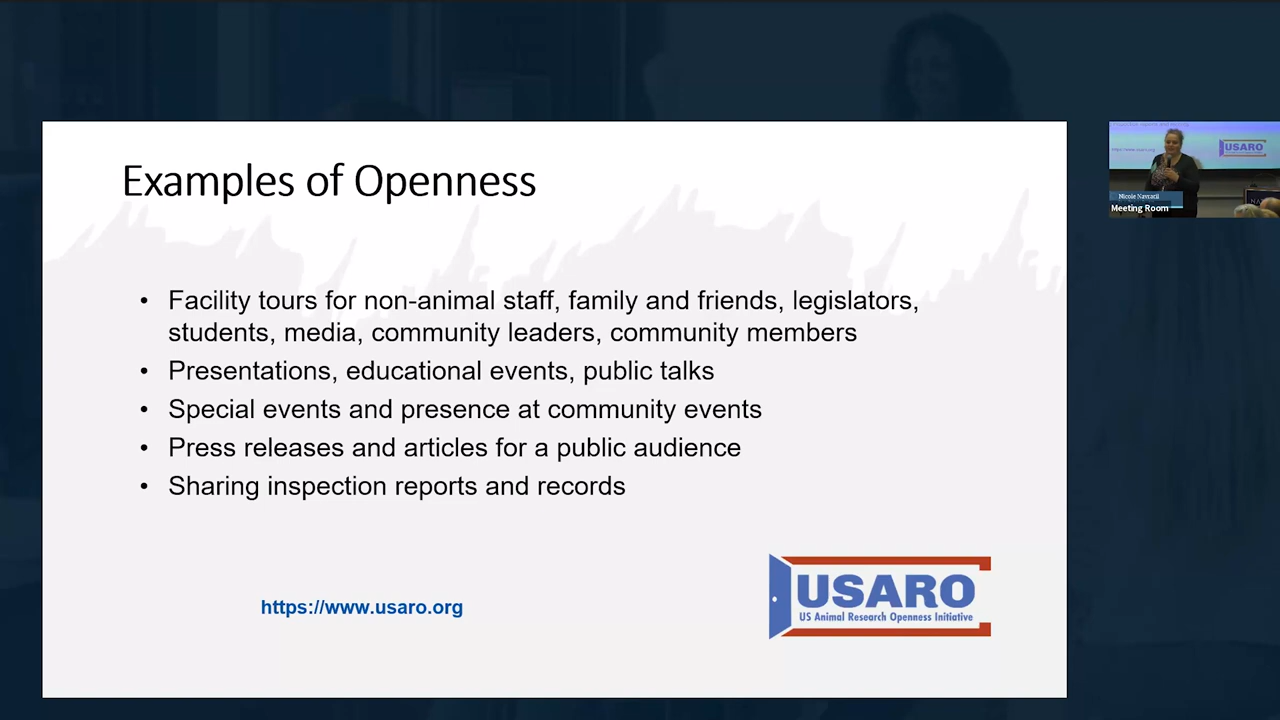 Examples of Openness
• Facility tours for non-animal staff, family and friends, legislators,
students, media, community leaders, community members
• Presentations, educational events, public talks
• Special events and presence at community events
• Press releases and articles for a public audience
• Sharing inspection reports and records
https://www.usaro.org
USARO
US Animal Research Openness Initiative
USARO
Nicole Navratil
Meeting Room